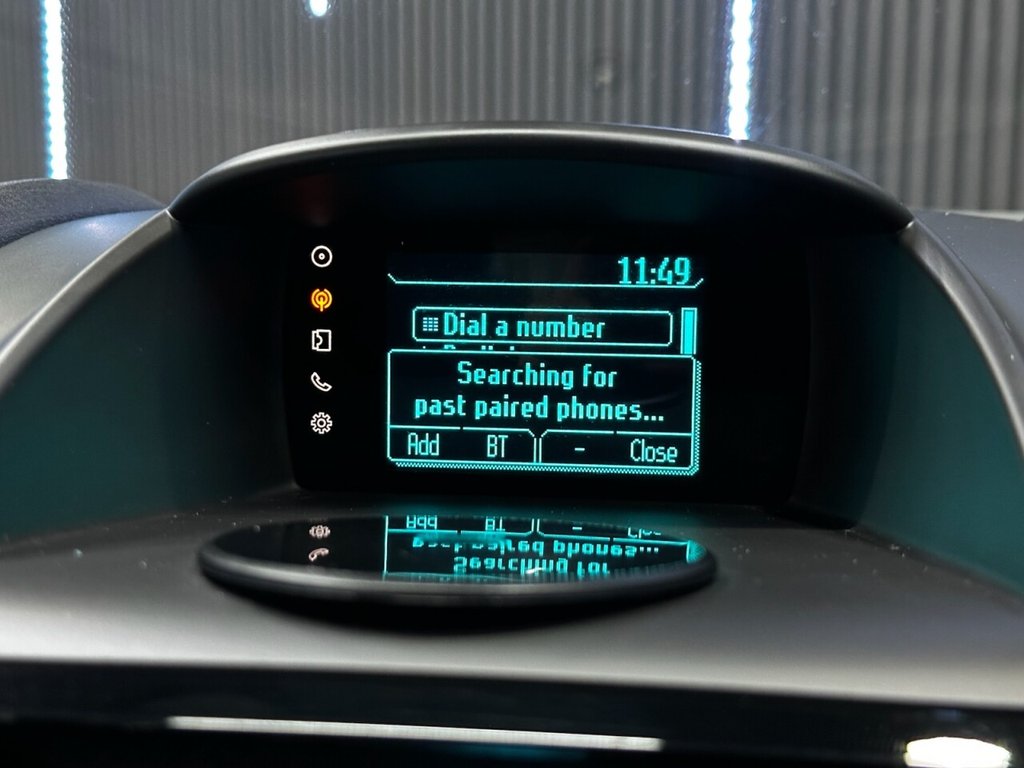 11:49
Dial a number
Searching for
past paired phones...
Add BT - Close